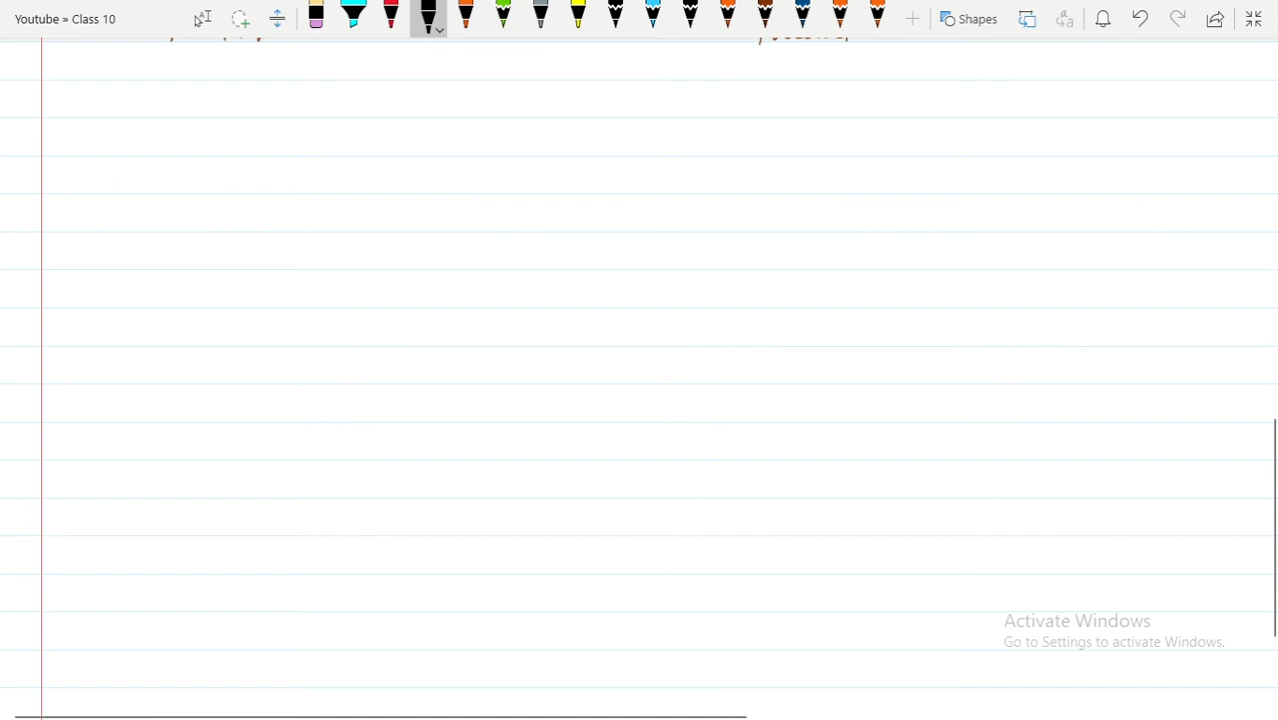 Youtube » Class 10
Shapes
Activate Windows
Go to Settings to activate Windows.